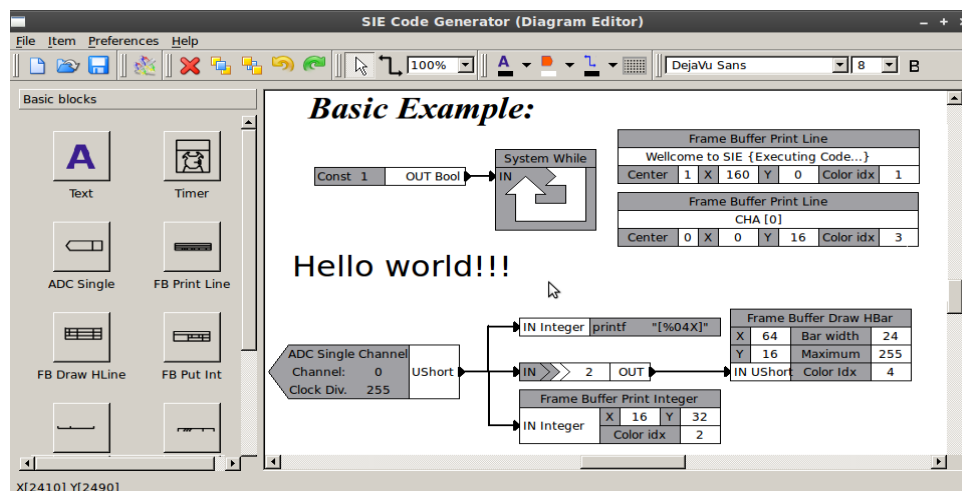 SIE Code Generator (Diagram Editor)
File Item Preferences Help
100% A DejaVu Sans 8 B
Basic blocks
A
Text Timer
ADC Single FB Print Line
FB Draw HLine FB Put Int
Basic Example:
Const 1 OUT Bool
System While
IN
Frame Buffer Print Line
Wellcome to SIE {Executing Code...}
Center 1 X 160 Y 0 Color idx 1
Frame Buffer Print Line
CHA [0]
Center 0 X 0 Y 16 Color idx 3
Hello world!!!
ADC Single Channel
Channel: 0 UShort
Clock Div. 255
IN Integer printf "[%04X]"
IN 2 OUT
Frame Buffer Print Integer
IN Integer X 16 Y 32
Color idx 2
Frame Buffer Draw HBar
X 64 Bar width 24
Y 16 Maximum 255
IN UShort Color Idx 4
X[2410] Y[2490]